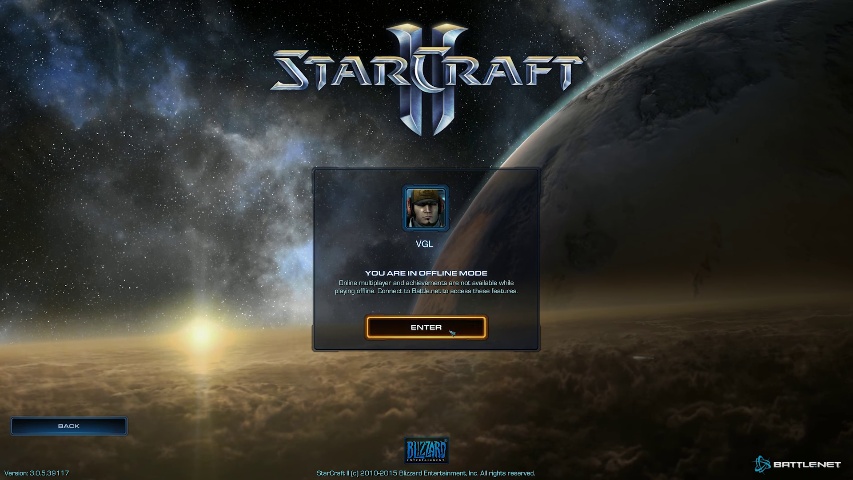 STARCRAFT
II
VGL
YOU ARE IN OFFLINE MODE
Online multiplayer and achievements are not available while
playing offline. Connect to Battle.net to access these features.
ENTER
BACK
BLIZZARD
ENTERTAINMENT
Version: 3.0.5.39117
StarCraft II (c) 2010-2015 Blizzard Entertainment, Inc. All rights reserved.
BATTLE.NET